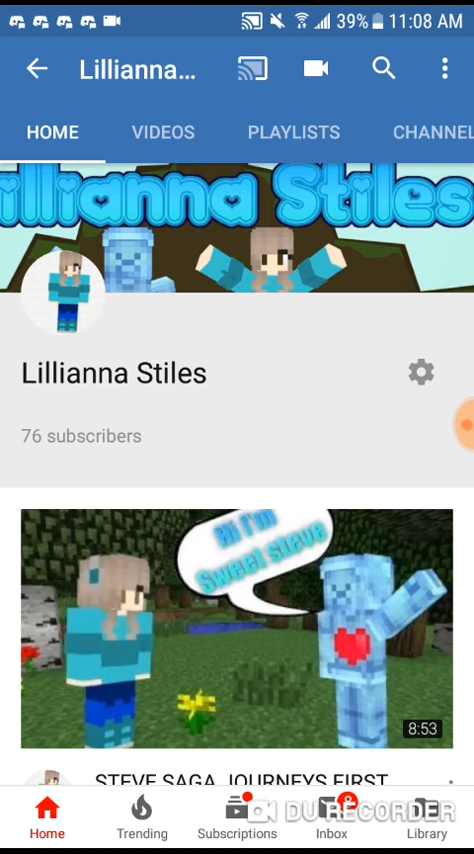 39% 11:08 AM
Lillianna...
HOME VIDEOS PLAYLISTS CHANNEL
illianna Stiles
Lillianna Stiles
76 subscribers
Hi I'm
Sweet steve
8:53
STEVE SAGA JOURNEYS FIRST
DU RECORDER
Home Trending Subscriptions Inbox Library